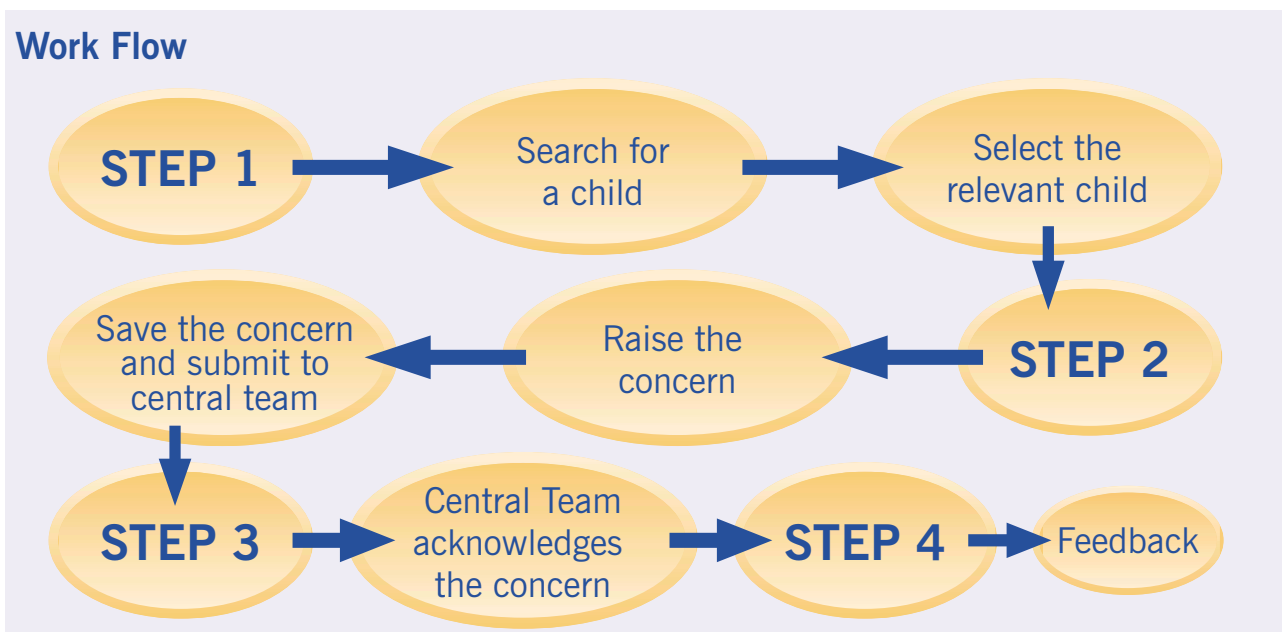 Work Flow
STEP 1
Search for
a child
Select the
relevant child
STEP 2
Raise the
concern
Save the concern
and submit to
central team
STEP 3
Central Team
acknowledges
the concern
STEP 4
Feedback